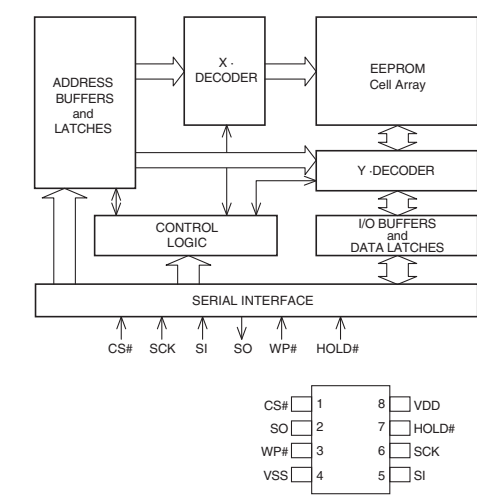 ADDRESS
BUFFERS
and
LATCHES
X -
DECODER
EEPROM
Cell Array
Y -DECODER
CONTROL
LOGIC
I/O BUFFERS
and
DATA LATCHES
SERIAL INTERFACE
CS# SCK SI SO WP# HOLD#
CS# 1 8 VDD
SO 2 7 HOLD#
WP# 3 6 SCK
VSS 4 5 SI